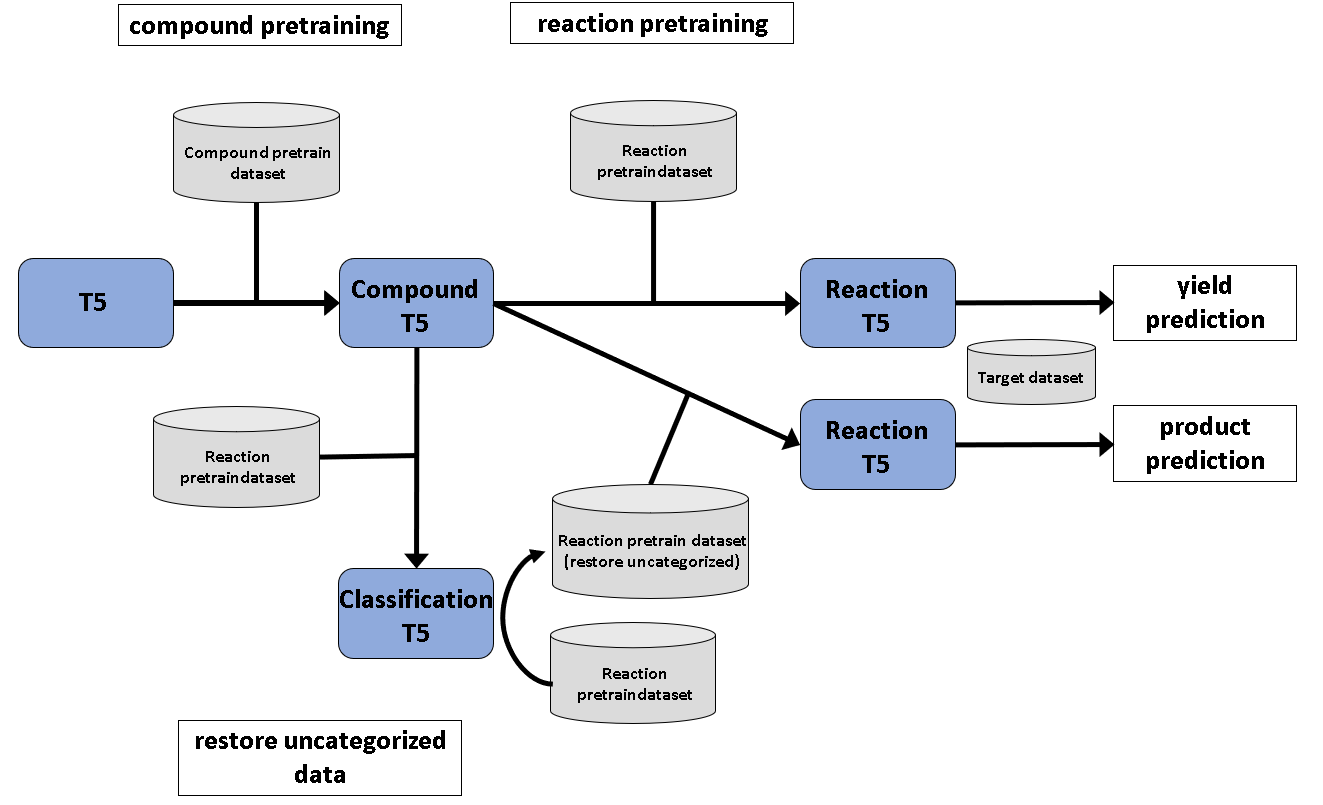 compound pretraining
reaction pretraining
Compound pretrain
dataset
Reaction
pretraindataset
T5
Compound
T5
Reaction
T5
yield
prediction
Target dataset
Reaction
T5
product
prediction
Reaction
pretraindataset
Reaction pretrain dataset
(restore uncategorized)
Classification
T5
Reaction
pretraindataset
restore uncategorized
data